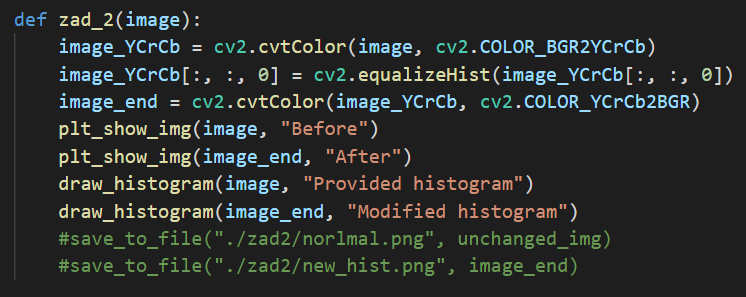 def zad_2(image):
    image_YCrCb = cv2.cvtColor(image, cv2.COLOR_BGR2YCrCb)
    image_YCrCb[:, :, 0] = cv2.equalizeHist(image_YCrCb[:, :, 0])
    image_end = cv2.cvtColor(image_YCrCb, cv2.COLOR_YCrCb2BGR)
    plt_show_img(image, "Before")
    plt_show_img(image_end, "After")
    draw_histogram(image, "Provided histogram")
    draw_histogram(image_end, "Modified histogram")
    #save_to_file("./zad2/norlmal.png", unchanged_img)
    #save_to_file("./zad2/new_hist.png", image_end)